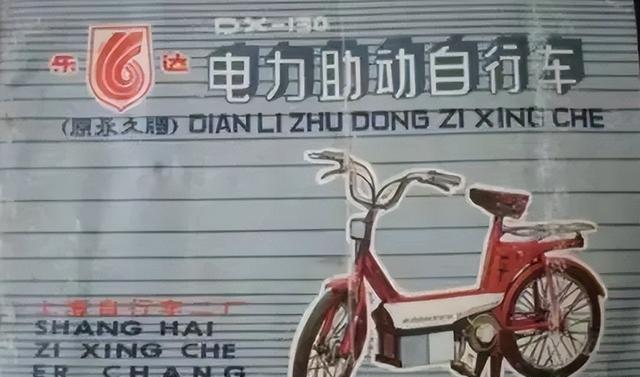 DX-130
乐达
电力助动自行车
(原永久牌) DIAN LI ZHU DONG ZI XING CHE
上海自行车二厂
SHANG HAI
ZI XING CHE
ER CHANG